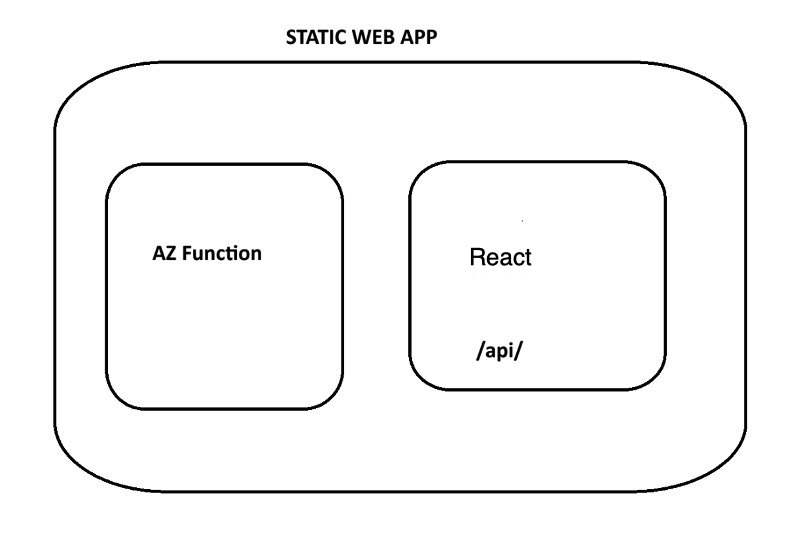 STATIC WEB APP
AZ Function
React
/api/